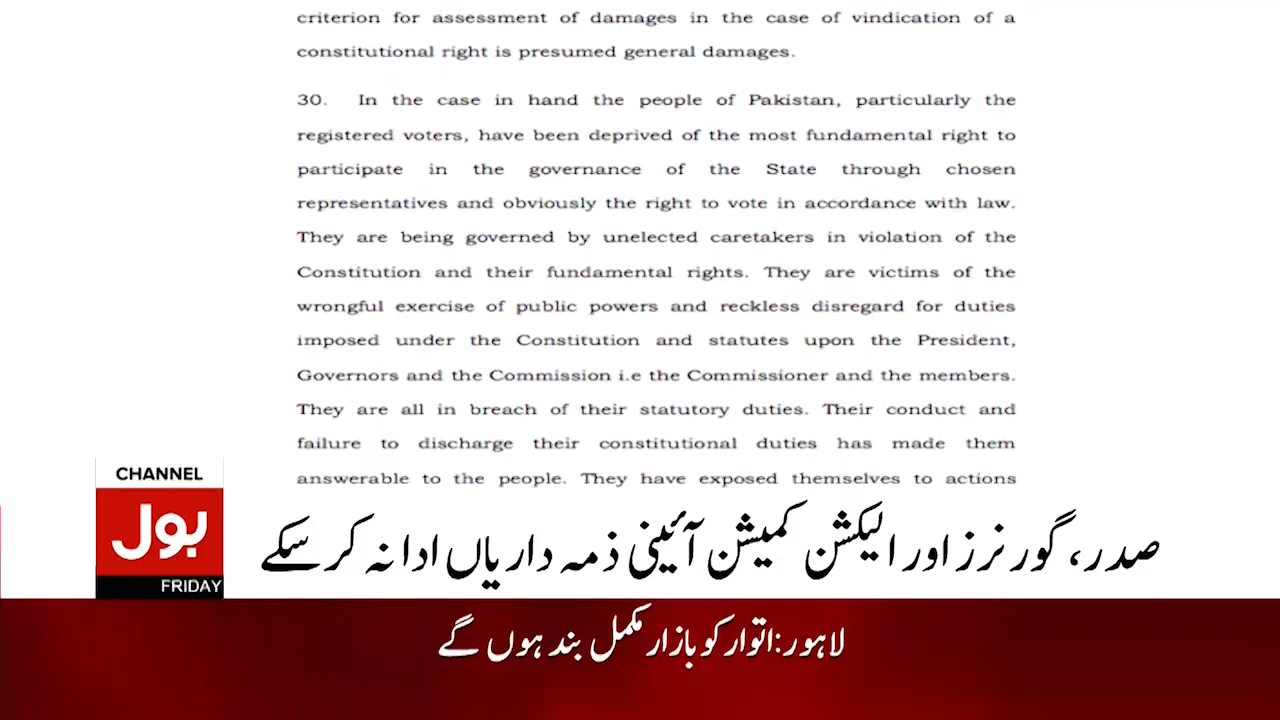 criterion for assessment of damages in the case of vindication of a
constitutional right is presumed general damages.
30. In the case in hand the people of Pakistan, particularly the
registered voters, have been deprived of the most fundamental right to
participate in the governance of the State through chosen
representatives and obviously the right to vote in accordance with law.
They are being governed by unelected caretakers in violation of the
Constitution and their fundamental rights. They are victims of the
wrongful exercise of public powers and reckless disregard for duties
imposed under the Constitution and statutes upon the President,
Governors and the Commission i.e the Commissioner and the members.
They are all in breach of their statutory duties. Their conduct and
failure to discharge their constitutional duties has made them
answerable to the people. They have exposed themselves to actions
CHANNEL
بول
FRIDAY
صدر، گورنرز اور الیکشن کمیشن آئینی ذمہ داریاں ادا نہ کر سکے
لاہور:اتوار کو بازار مکمل بند ہوں گے